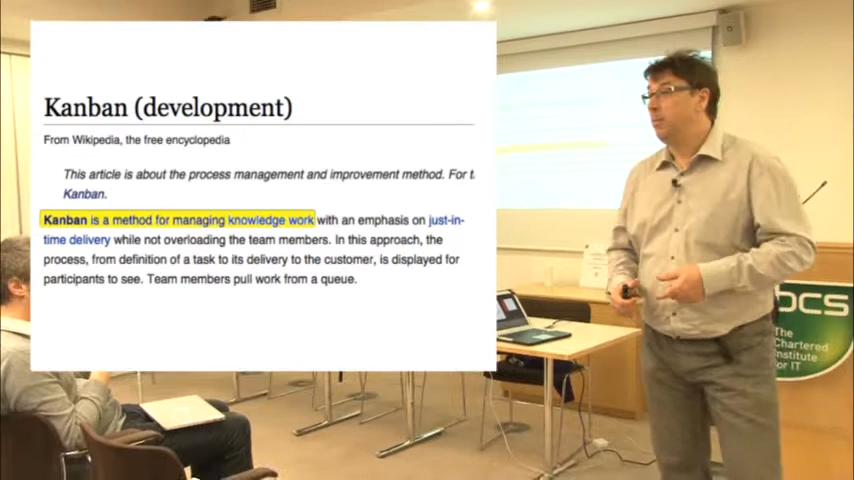 Kanban (development)
From Wikipedia, the free encyclopedia
This article is about the process management and improvement method. For
Kanban.
Kanban is a method for managing knowledge work with an emphasis on just-in-
time delivery while not overloading the team members. In this approach, the
process, from definition of a task to its delivery to the customer, is displayed for
participants to see. Team members pull work from a queue.
bcs
The
Chartered
Institute
for IT